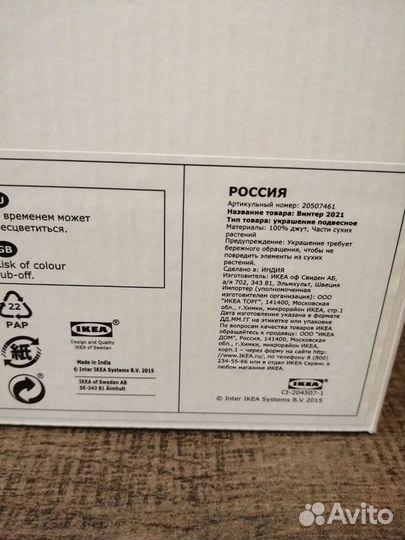 U
временем может
есцветиться.
GB
isk of colour
ub-off.
22
PAP
紙
IKEA
Design and Quality
IKEA of Sweden
Made in India
© Inter IKEA Systems B.V. 2015
IKEA of Sweden AB
SE-343 81 Älmhult
РОССИЯ
Артикульный номер: 20507461
Название товара: Винтер 2021
Тип товара: украшение подвесное
Материалы: 100% джут, Части сухих
растений
Предупреждение: Украшение требует
бережного обращения, чтобы не
повредить элементы из сухих
растений.
Сделано в: ИНДИЯ
Изготовитель: ИКЕА оф Свиден АБ,
а/я 702, 343 81, Эльмхульт, Швеция
Импортер (уполномоченная
изготовителем организация): ООО
"ИКЕА ТОРГ", 141400, Московская
обл., г.Химки, микрорайон ИКЕА, стр.1
Дата изготовления указана в формате
ДД.ММ.ГГ на этикетке или упаковке
По вопросам качества товаров
покупатель может обратиться в ООО "ИКЕА
ДОМ", Россия, 141400, Московская обл.,
г.Химки, микрорайон ИКЕА,
корп.1 - через форму на сайте http:
//www.IKEA.ru/, по телефону 8 (800)
234-55-66 или в отдел ИКЕА Сервис в
любом магазине ИКЕА.
IKEA
CI-204507-1
© Inter IKEA Systems B.V 2015
Avito